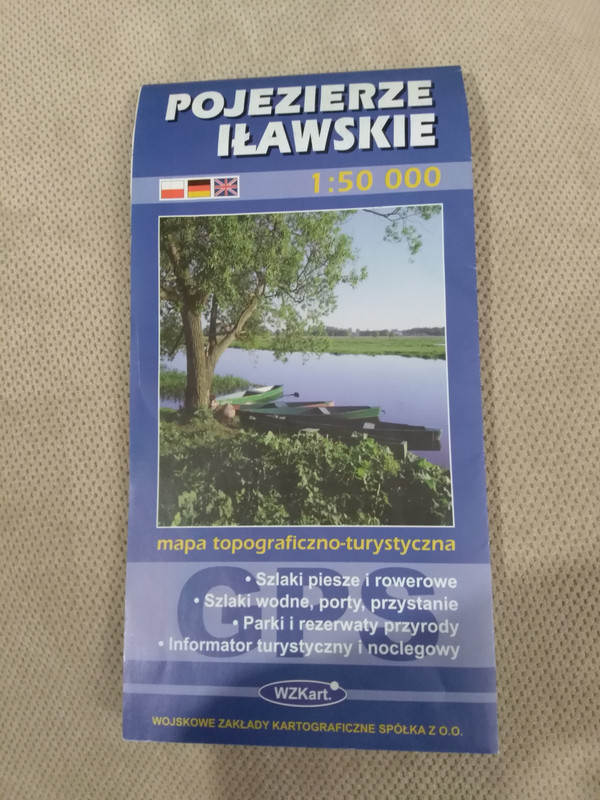 POJEZIERZE
IŁAWSKIE
1:50 000
mapa topograficzno-turystyczna
GPS
• Szlaki piesze i rowerowe
• Szlaki wodne, porty, przystanie
• Parki i rezerwaty przyrody
• Informator turystyczny i noclegowy
WZKart.
WOJSKOWE ZAKŁADY KARTOGRAFICZNE SPÓŁKA Z O.O.